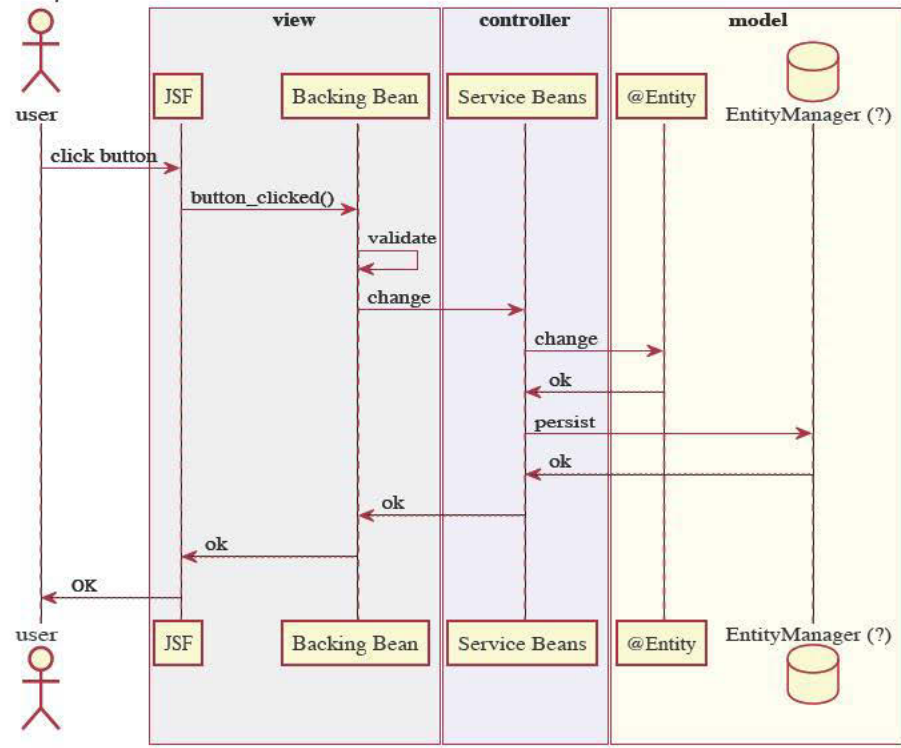 view controller model
user JSF Backing Bean Service Beans @Entity EntityManager (?)
click button
button_clicked()
validate
change
change
ok
persist
ok
ok
ok
OK
user JSF Backing Bean Service Beans @Entity EntityManager (?)